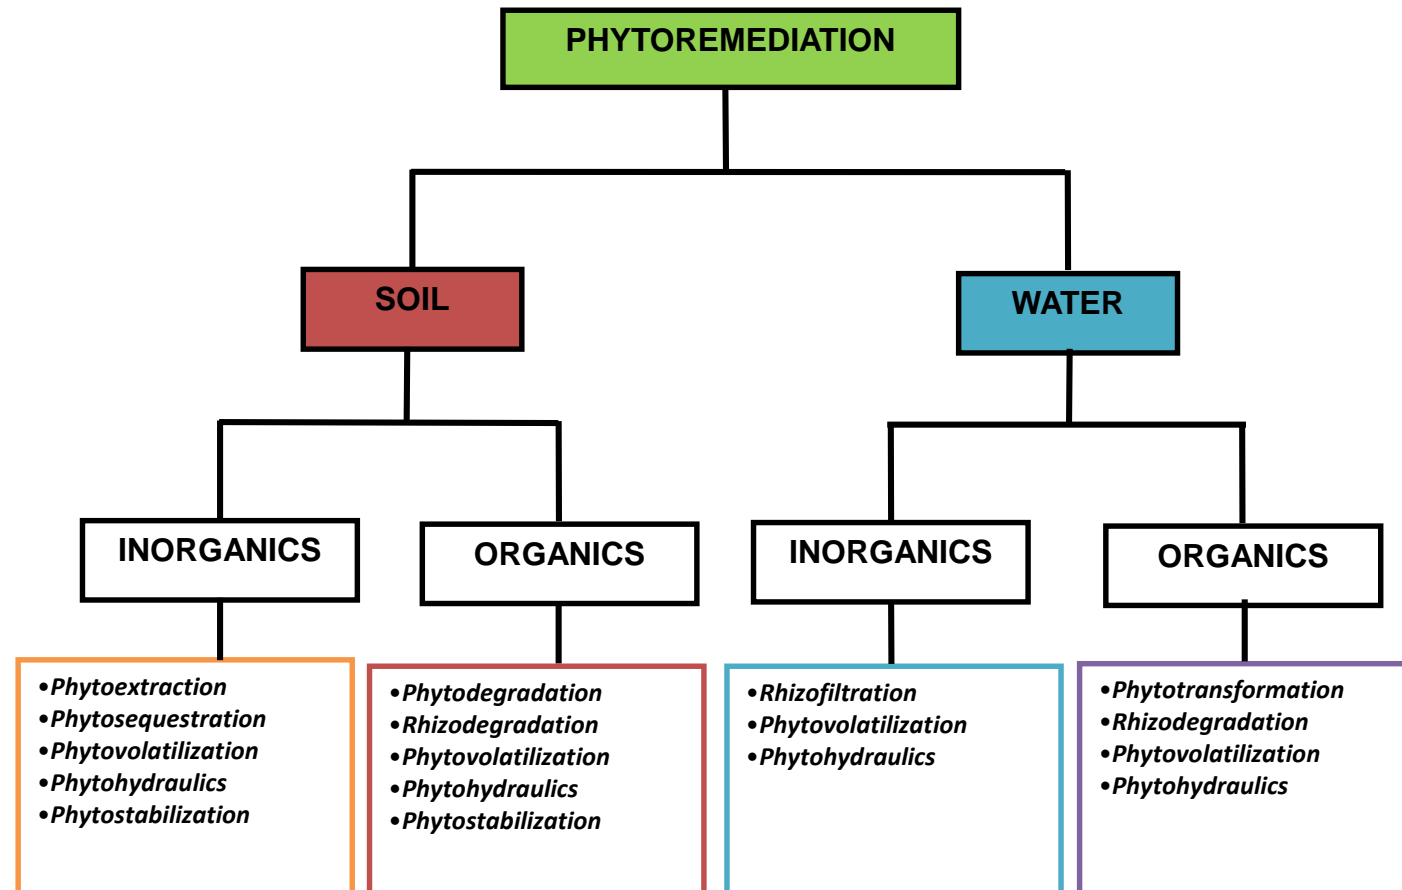 PHYTOREMEDIATION
SOIL
WATER
INORGANICS
ORGANICS
INORGANICS
ORGANICS
•Phytoextraction
•Phytosequestration
•Phytovolatilization
•Phytohydraulics
•Phytostabilization
•Phytodegradation
•Rhizodegradation
•Phytovolatilization
•Phytohydraulics
•Phytostabilization
•Rhizofiltration
•Phytovolatilization
•Phytohydraulics
•Phytotransformation
•Rhizodegradation
•Phytovolatilization
•Phytohydraulics